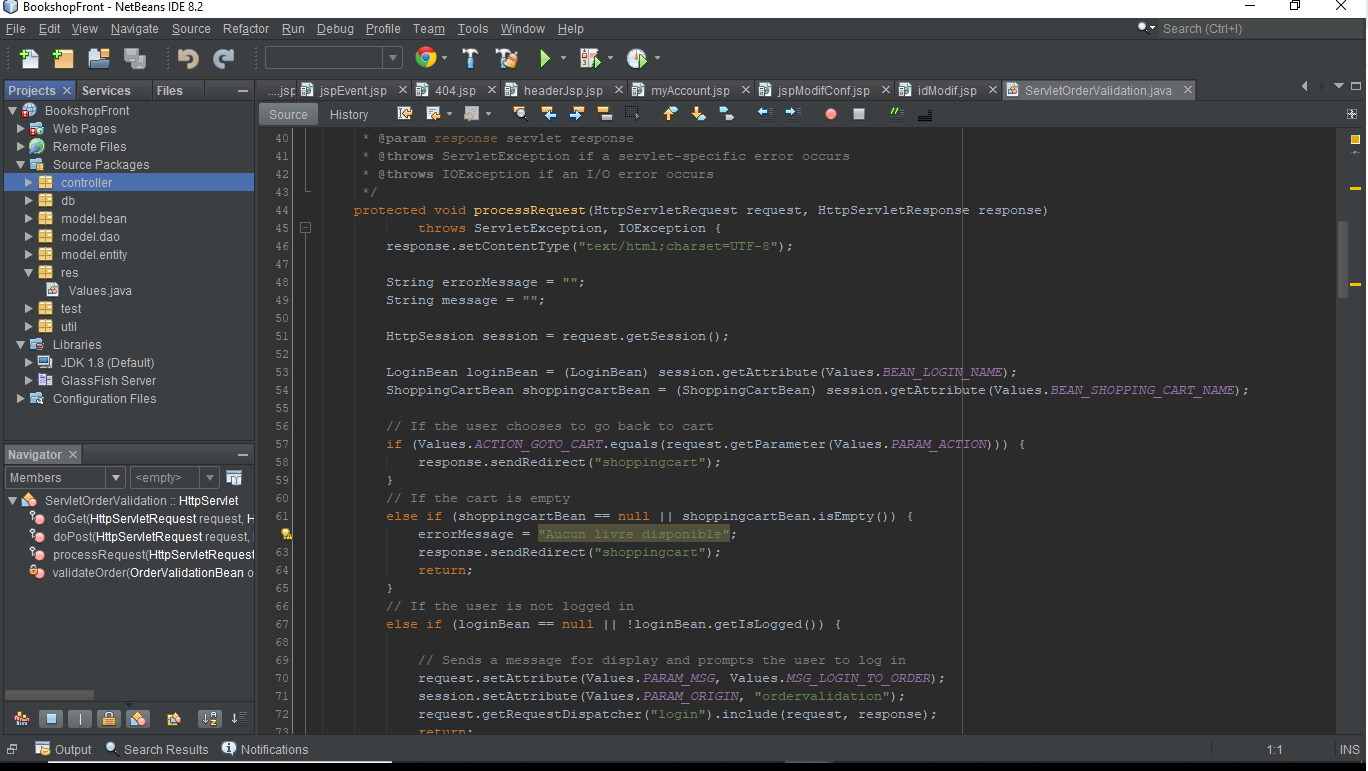 BookshopFront - NetBeans IDE 8.2
File Edit View Navigate Source Refactor Run Debug Profile Team Tools Window Help
Search (Ctrl+I)
Projects Services Files
....jsp jspEvent.jsp 404.jsp headerJsp.jsp myAccount.jsp jspModifConf.jsp idModif.jsp ServletOrderValidation.java
Source History
BookshopFront
Web Pages
Remote Files
Source Packages
controller
db
model.bean
model.dao
model.entity
res
Values.java
test
util
Libraries
JDK 1.8 (Default)
GlassFish Server
Configuration Files
Navigator
Members <empty>
ServletOrderValidation :: HttpServlet
doGet(HttpServletRequest request, H
doPost(HttpServletRequest request,
processRequest(HttpServletRequest
validateOrder(OrderValidationBean o
40 * @param response servlet response
41 * @throws ServletException if a servlet-specific error occurs
42 * @throws IOException if an I/O error occurs
43 */
44 protected void processRequest(HttpServletRequest request, HttpServletResponse response)
45 throws ServletException, IOException {
46 response.setContentType("text/html;charset=UTF-8");
47
48 String errorMessage = "";
49 String message = "";
50
51 HttpSession session = request.getSession();
52
53 LoginBean loginBean = (LoginBean) session.getAttribute(Values.BEAN_LOGIN_NAME);
54 ShoppingCartBean shoppingcartBean = (ShoppingCartBean) session.getAttribute(Values.BEAN_SHOPPING_CART_NAME);
55
56 // If the user chooses to go back to cart
57 if (Values.ACTION_GOTO_CART.equals(request.getParameter(Values.PARAM_ACTION))) {
58 response.sendRedirect("shoppingcart");
59 }
60 // If the cart is empty
61 else if (shoppingcartBean == null || shoppingcartBean.isEmpty()) {
errorMessage = "Aucun livre disponible";
63 response.sendRedirect("shoppingcart");
64 return;
65 }
66 // If the user is not logged in
67 else if (loginBean == null || !loginBean.getIsLogged()) {
68
69 // Sends a message for display and prompts the user to log in
70 request.setAttribute(Values.PARAM_MSG, Values.MSG_LOGIN_TO_ORDER);
71 session.setAttribute(Values.PARAM_ORIGIN, "ordervalidation");
72 request.getRequestDispatcher("login").include(request, response);
73 return;
Output Search Results Notifications
1:1 INS